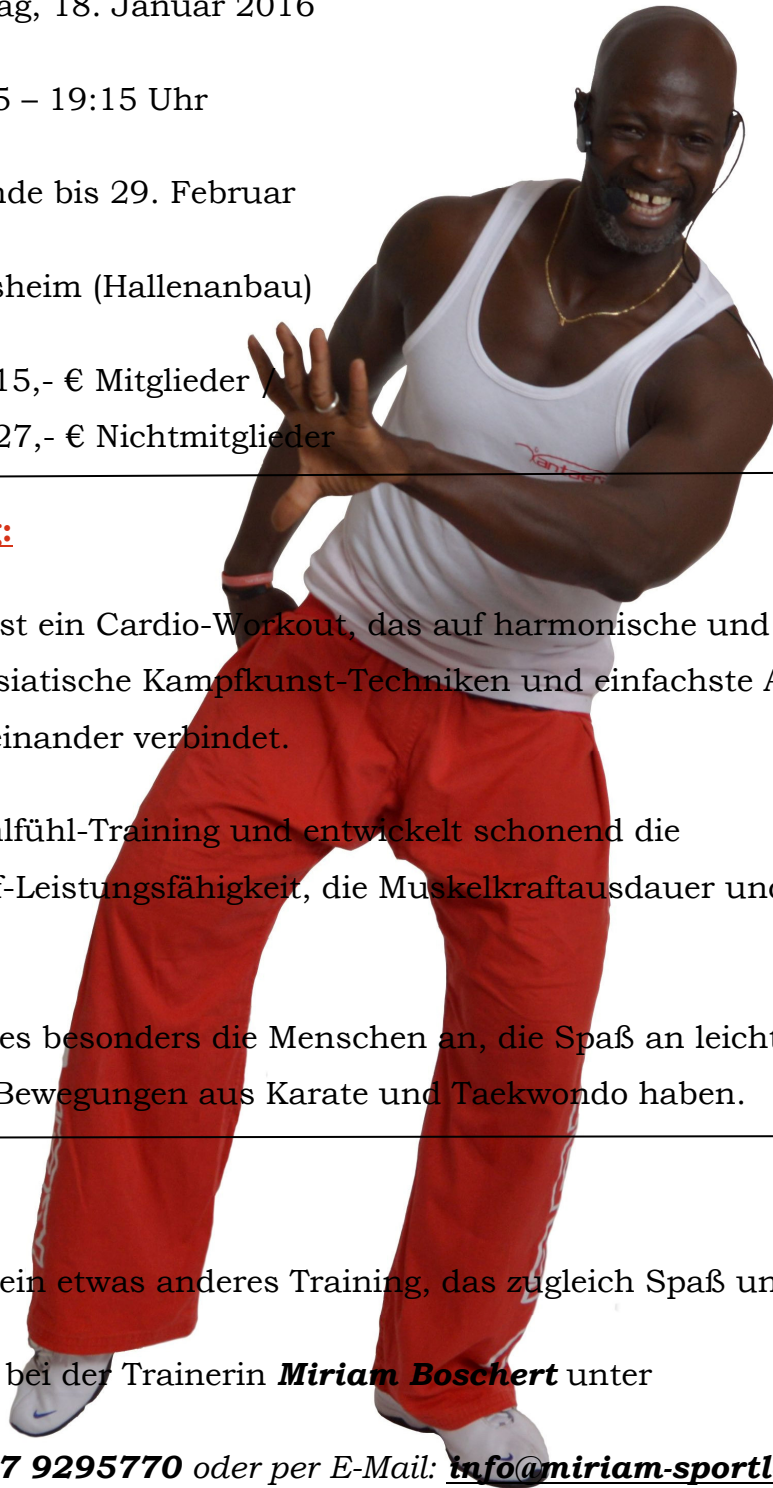 ag, 18. Januar 2016
5 – 19:15 Uhr
nde bis 29. Februar
sheim (Hallenanbau)
15,- € Mitglieder /
27,- € Nichtmitglieder
g:
st ein Cardio-Workout, das auf harmonische und
siatische Kampfkunst-Techniken und einfachste A
einander verbindet.
lfühl-Training und entwickelt schonend die
f-Leistungsfähigkeit, die Muskelkraftausdauer und
es besonders die Menschen an, die Spaß an leicht
Bewegungen aus Karate und Taekwondo haben.
ein etwas anderes Training, das zugleich Spaß un
bei der Trainerin Miriam Boschert unter
7 9295770 oder per E-Mail: info@miriam-sportl